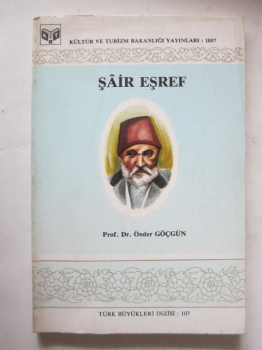 KÜLTÜR VE TURİZM BAKANLIĞI YAYINLARI : 1007
ŞÂİR EŞREF
Prof. Dr. Önder GÖÇGÜN
TÜRK BÜYÜKLERİ DİZİSİ : 107